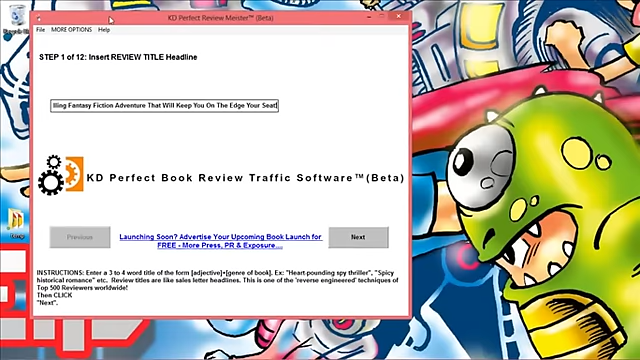 KD Perfect Review Meister™ (Beta)
File MORE OPTIONS Help
STEP 1 of 12: Insert REVIEW TITLE Headline
lling Fantasy Fiction Adventure That Will Keep You On The Edge Your Seat
KD Perfect Book Review Traffic Software™(Beta)
Previous
Launching Soon? Advertise Your Upcoming Book Launch for
FREE - More Press, PR & Exposure....
Next
INSTRUCTIONS: Enter a 3 to 4 word title of the form [adjective]+[genre of book]. Ex: "Heart-pounding spy thriller", "Spicy
historical romance" etc. Review titles are like sales letter headlines. This is one of the 'reverse engineered' techniques of
Top 500 Reviewers worldwide!
Then CLICK
"Next".